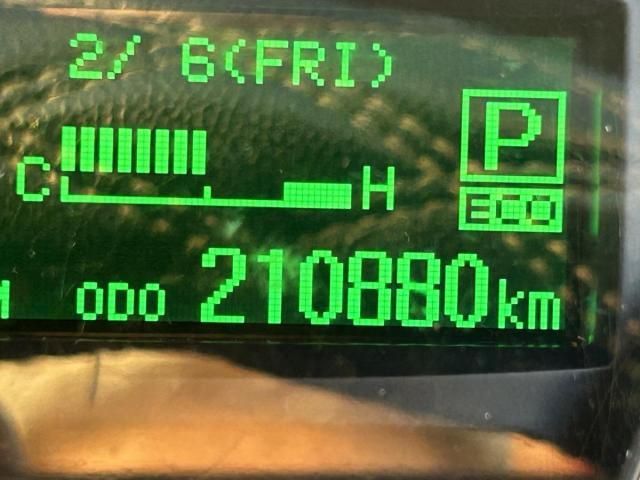 2/ 6(FRI)
P
C H
ECO
ODO 210880km